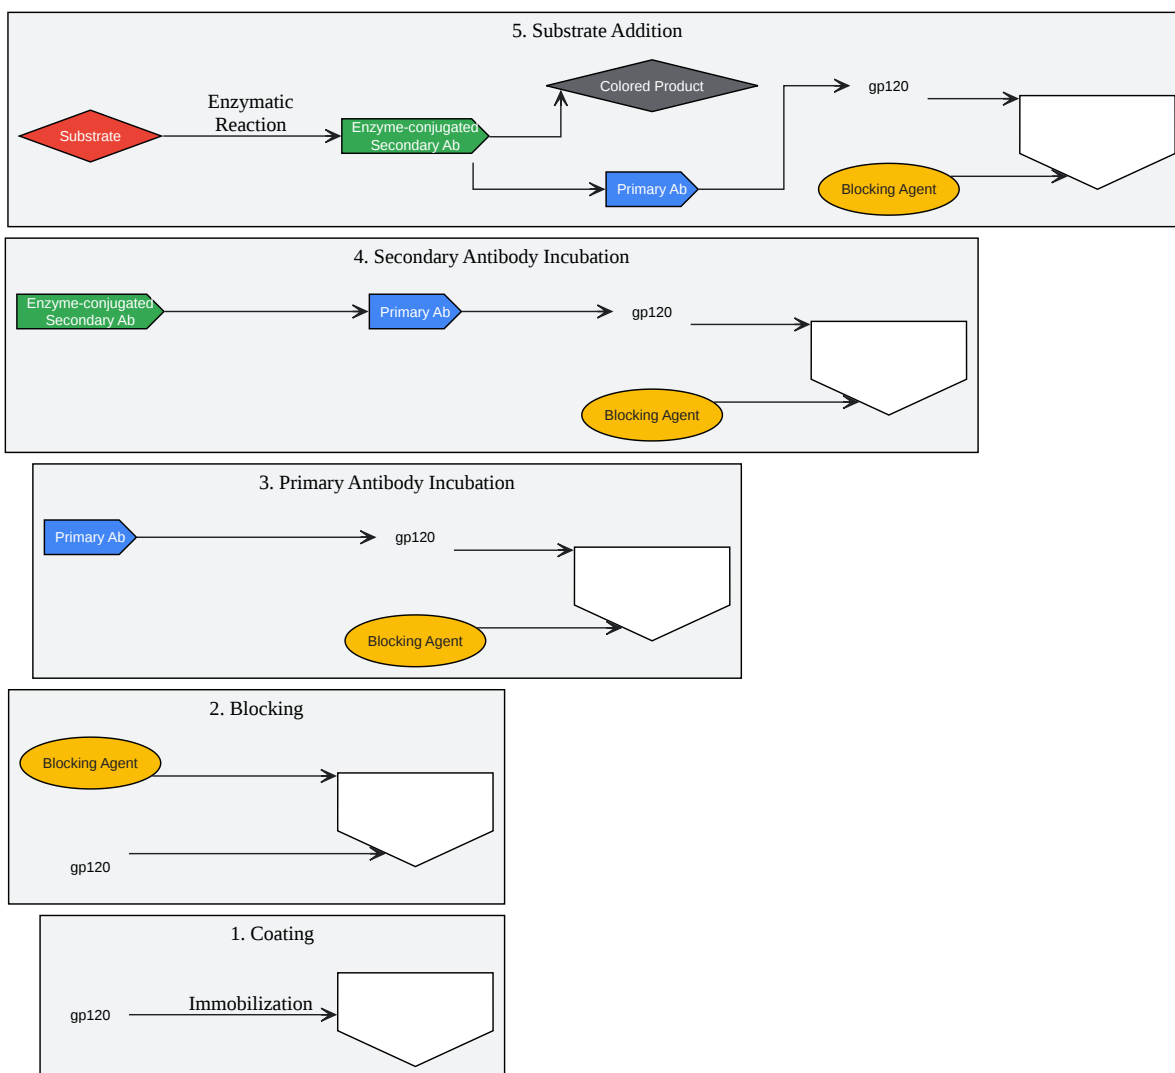 5. Substrate Addition
Substrate
Enzymatic
Reaction
Enzyme-conjugated
Secondary Ab
Colored Product
Primary Ab
gp120
Blocking Agent
4. Secondary Antibody Incubation
Enzyme-conjugated
Secondary Ab
Primary Ab
gp120
Blocking Agent
3. Primary Antibody Incubation
Primary Ab
gp120
Blocking Agent
2. Blocking
Blocking Agent
gp120
1. Coating
gp120
Immobilization